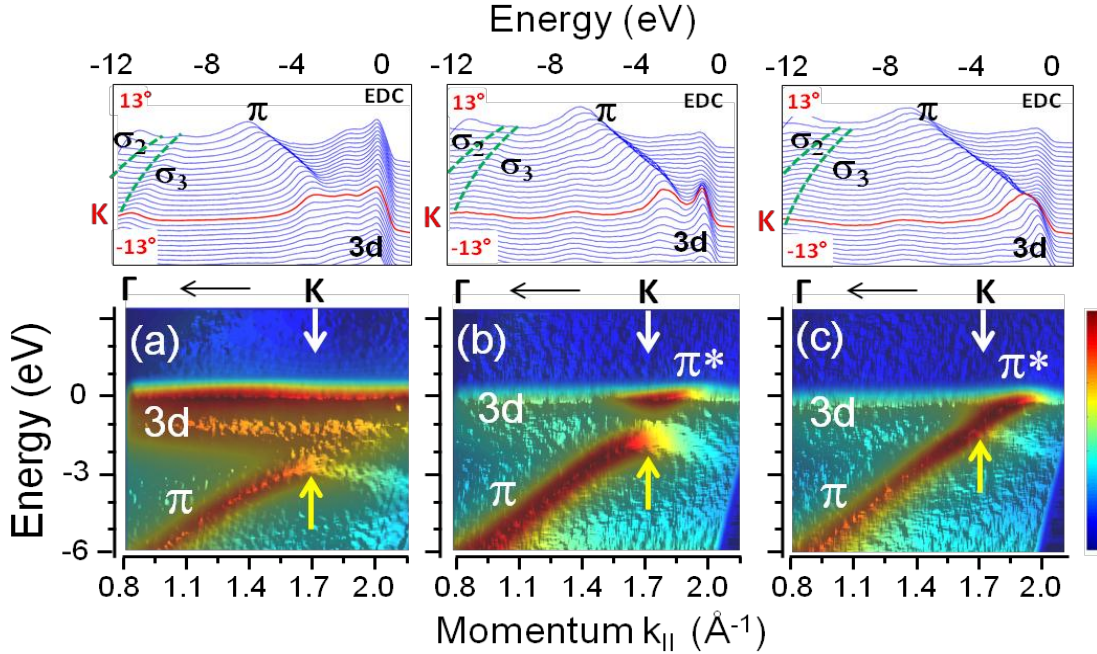 Energy (eV)
-12 -8 -4 0 -12 -8 -4 0 -12 -8 -4 0
13° π EDC 13° π EDC 13° π EDC
σ2 σ3 σ2 σ3 σ2 σ3
K K K
-13° 3d -13° 3d -13° 3d
Γ ← K Γ ← K Γ ← K
(a) (b) π* (c) π*
3d 3d 3d
π π π
Energy (eV)
0
-3
-6
0.8 1.1 1.4 1.7 2.0 0.8 1.1 1.4 1.7 2.0 0.8 1.1 1.4 1.7 2.0
Momentum k|| (Å-1)